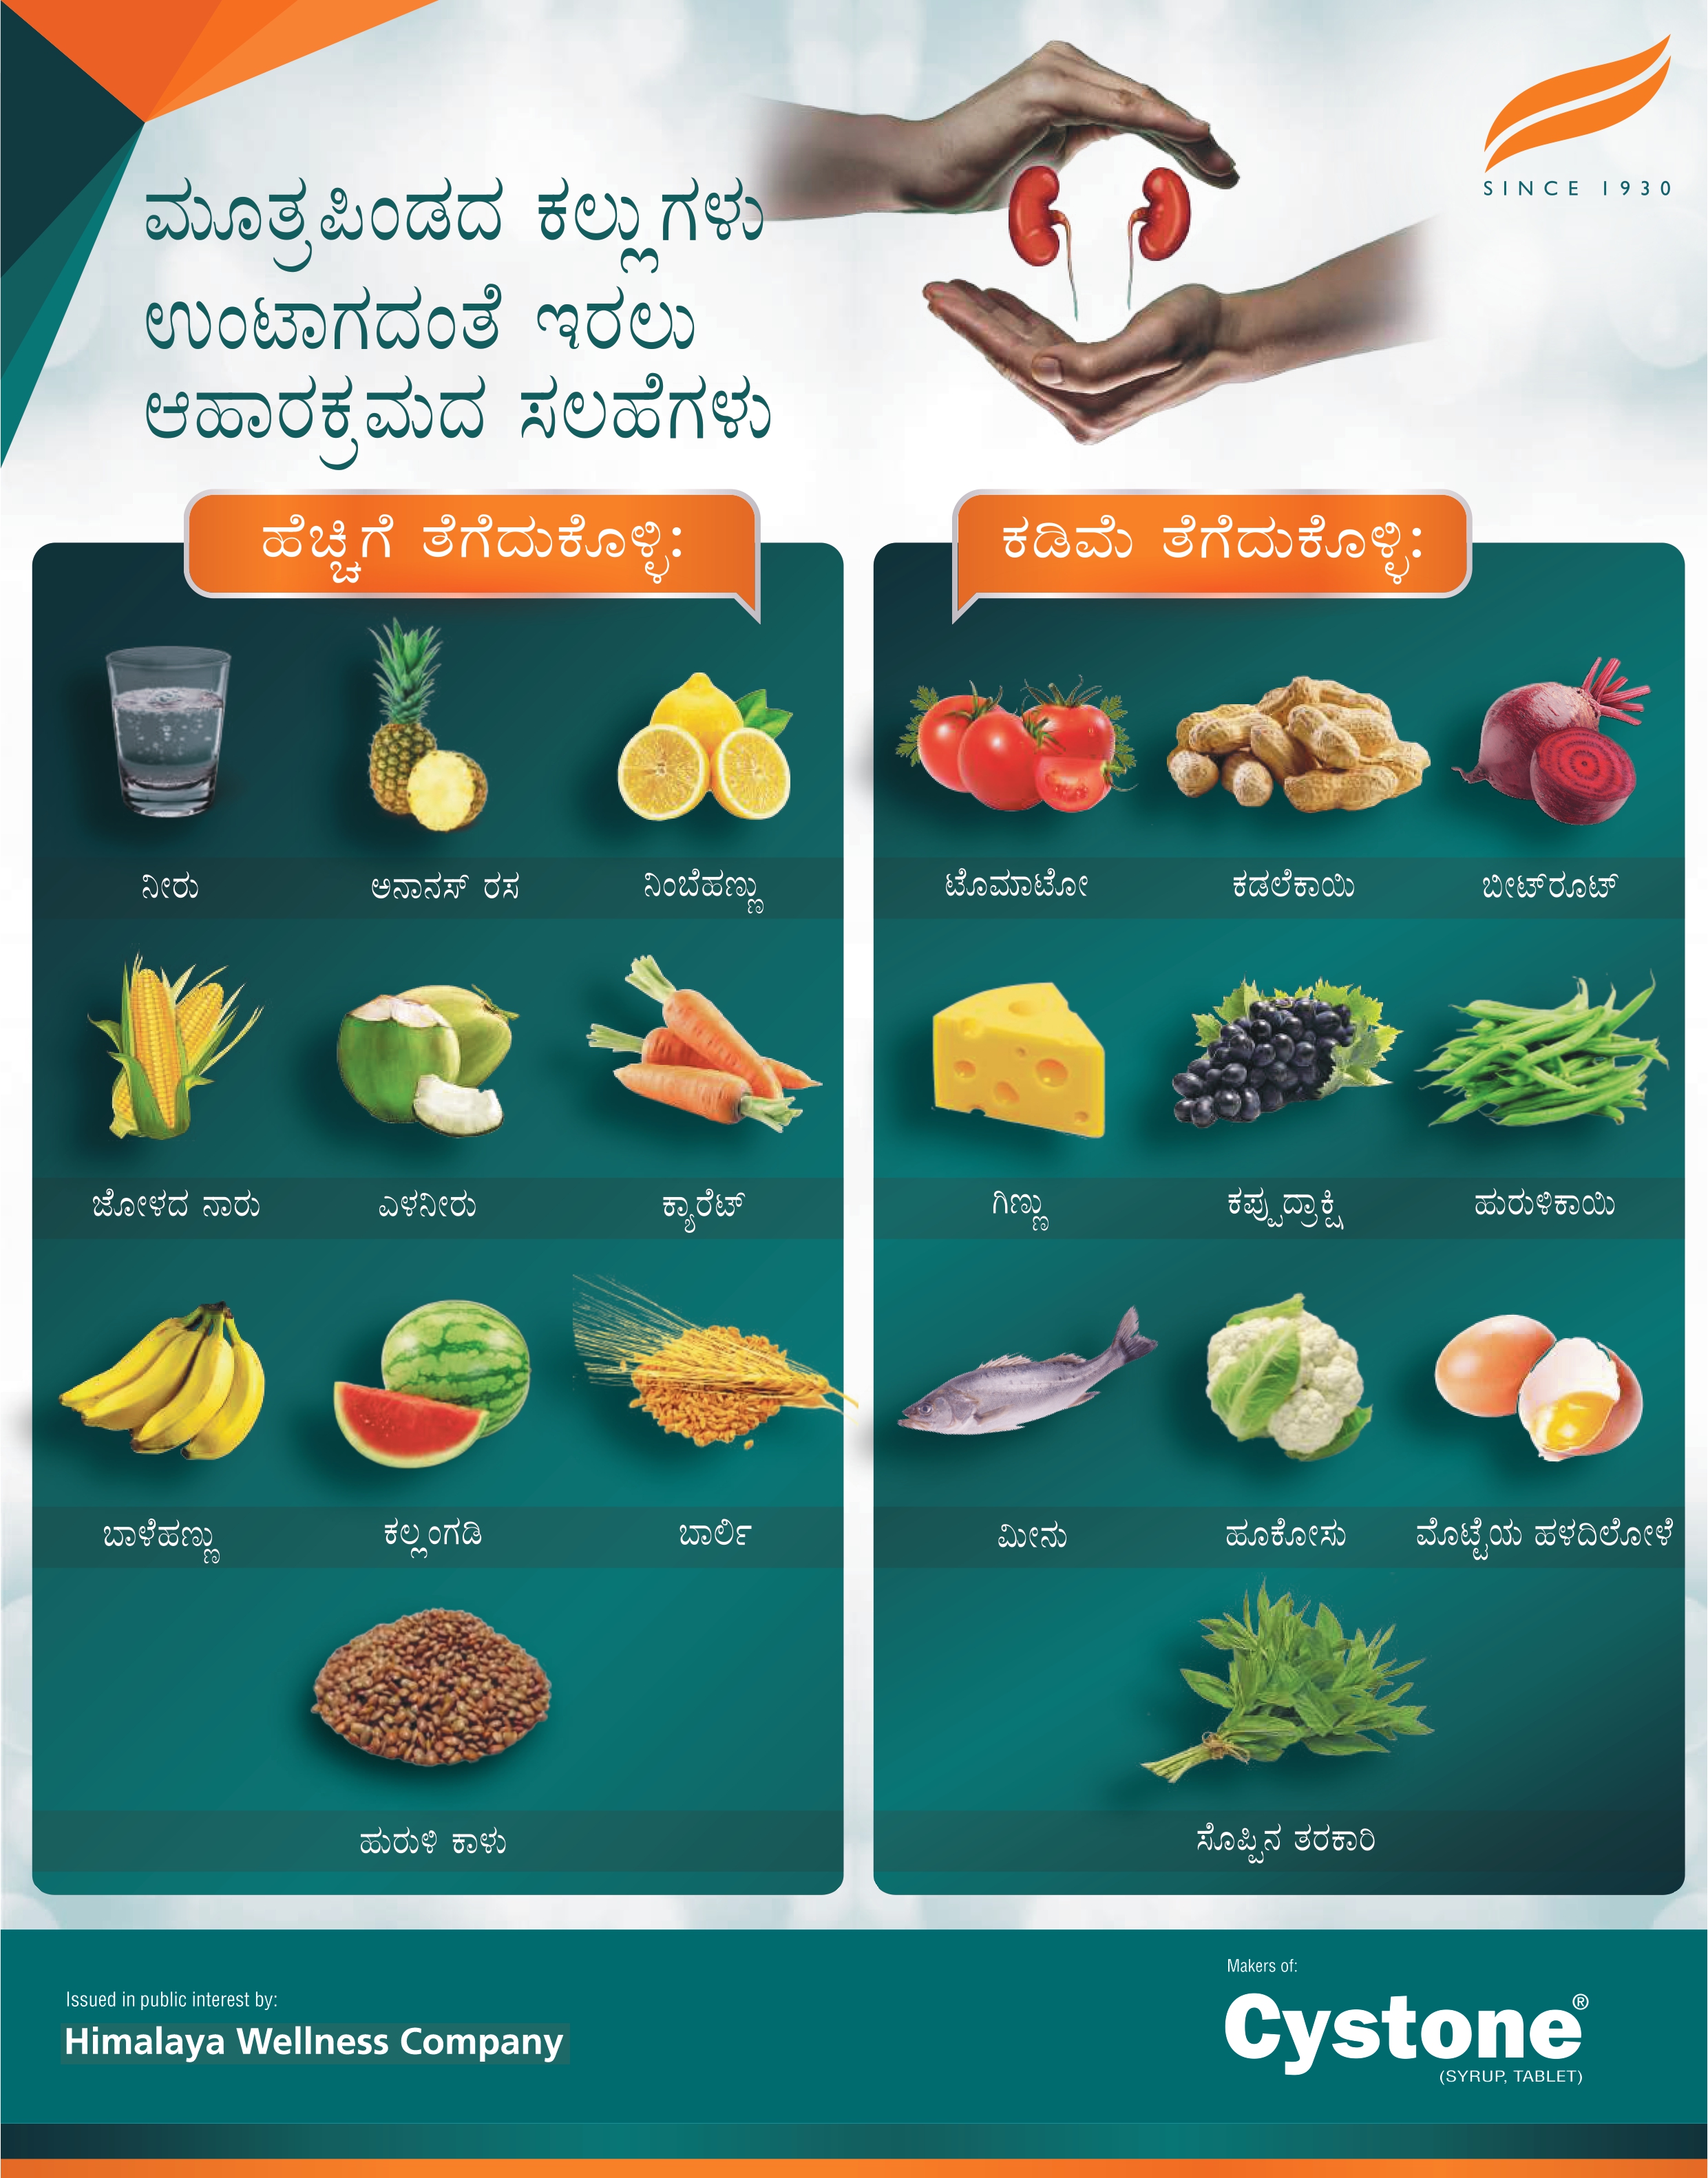 SINCE 1930
ಮೂತ್ರಪಿಂಡದ ಕಲ್ಲುಗಳು
ಉಂಟಾಗದಂತೆ ಇರಲು
ಆಹಾರಕ್ರಮದ ಸಲಹೆಗಳು
ಹೆಚ್ಚಿಗೆ ತೆಗೆದುಕೊಳ್ಳಿ:
ನೀರು
ಅನಾನಸ್ ರಸ
ನಿಂಬೆಹಣ್ಣು
ಜೋಳದ ನಾರು
ಎಳನೀರು
ಕ್ಯಾರೆಟ್
ಬಾಳೆಹಣ್ಣು
ಕಲ್ಲಂಗಡಿ
ಬಾರ್ಲಿ
ಹುರುಳಿ ಕಾಳು
ಕಡಿಮೆ ತೆಗೆದುಕೊಳ್ಳಿ:
ಟೊಮಾಟೋ
ಕಡಲೆಕಾಯಿ
ಬೀಟ್‌ರೂಟ್
ಗಿಣ್ಣು
ಕಪ್ಪುದ್ರಾಕ್ಷಿ
ಹುರುಳಿಕಾಯಿ
ಮೀನು
ಹೂಕೋಸು
ಮೊಟ್ಟೆಯ ಹಳದಿಲೋಳೆ
ಸೊಪ್ಪಿನ ತರಕಾರಿ
Issued in public interest by:
Himalaya Wellness Company
Makers of:
Cystone®
(SYRUP, TABLET)